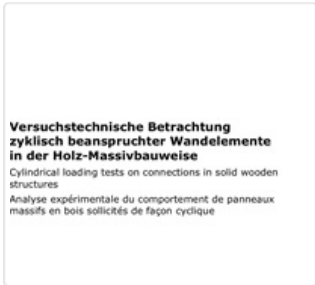 Versuchstechnische Betrachtung
zyklisch beanspruchter Wandelemente
in der Holz-Massivbauweise
Cylindrical loading tests on connections in solid wooden
structures
Analyse expérimentale du comportement de panneaux
massifs en bois sollicités de façon cyclique